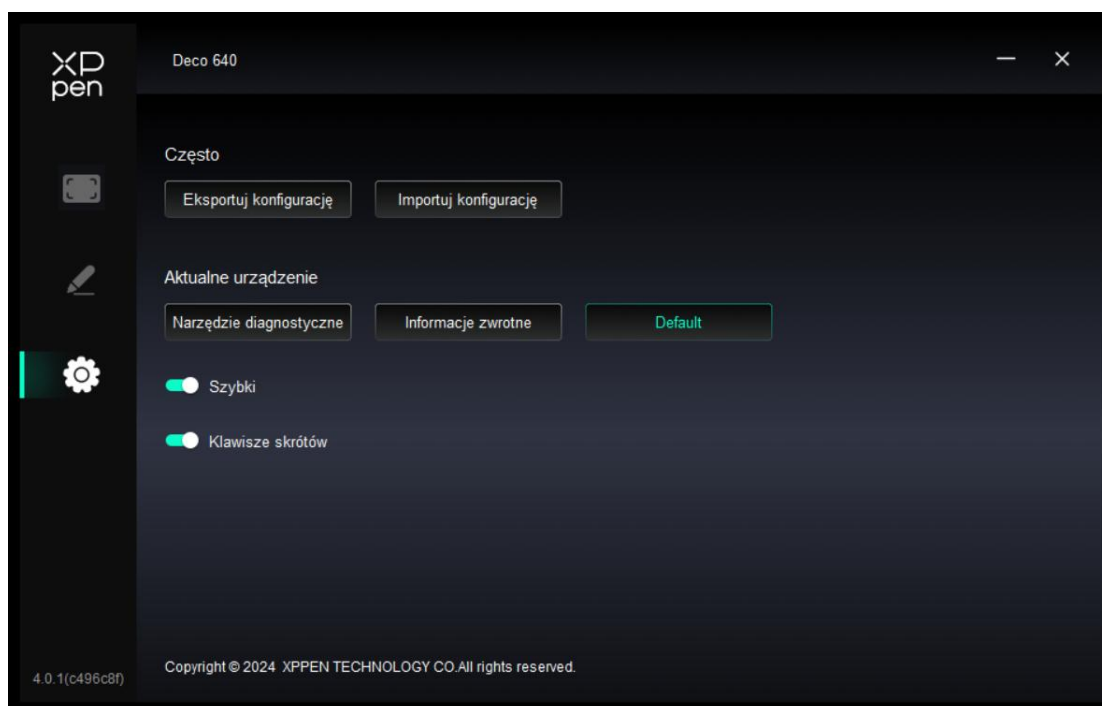 XP
pen
Deco 640
Często
Eksportuj konfigurację
Importuj konfigurację
Aktualne urządzenie
Narzędzie diagnostyczne
Informacje zwrotne
Default
Szybki
Klawisze skrótów
Copyright © 2024 XPPEN TECHNOLOGY CO.All rights reserved.
4.0.1(c496c8f)